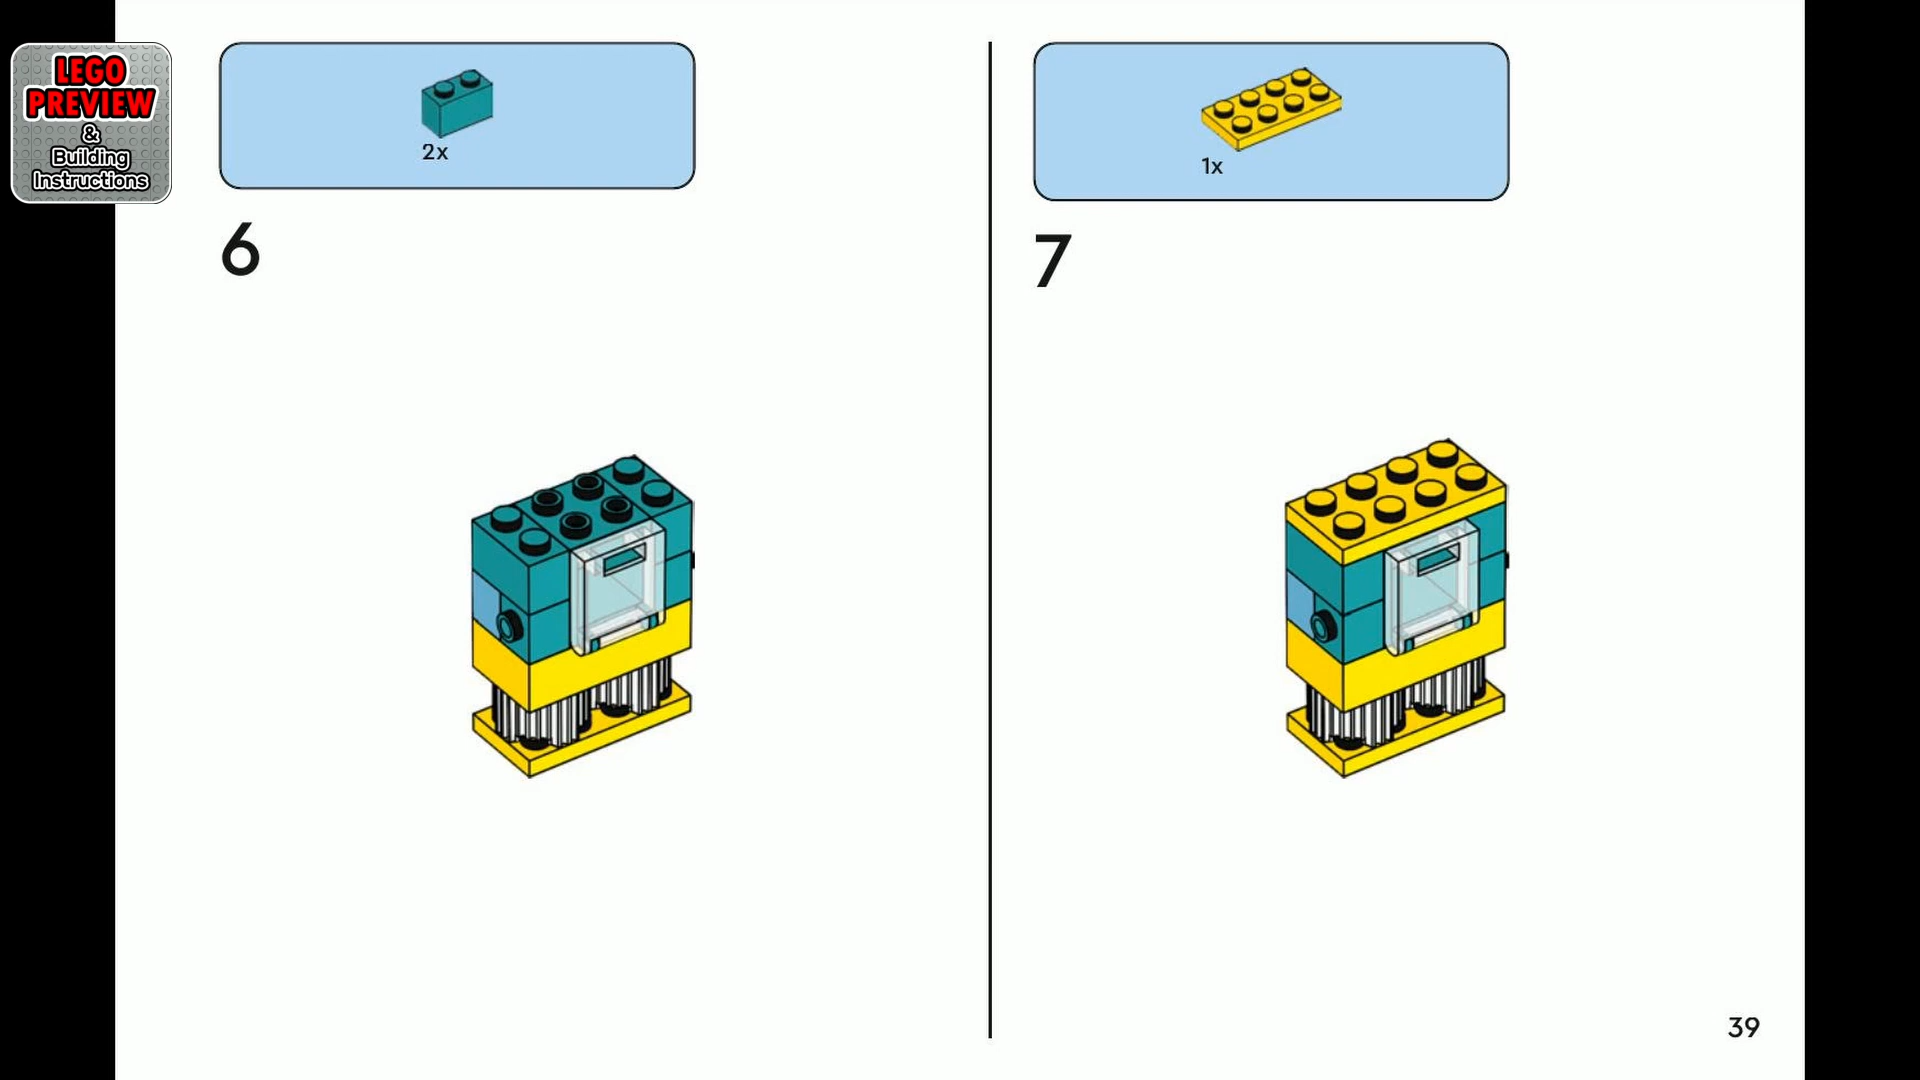 LEGO
PREVIEW
&
Building
Instructions
2x
6
1x
7
39